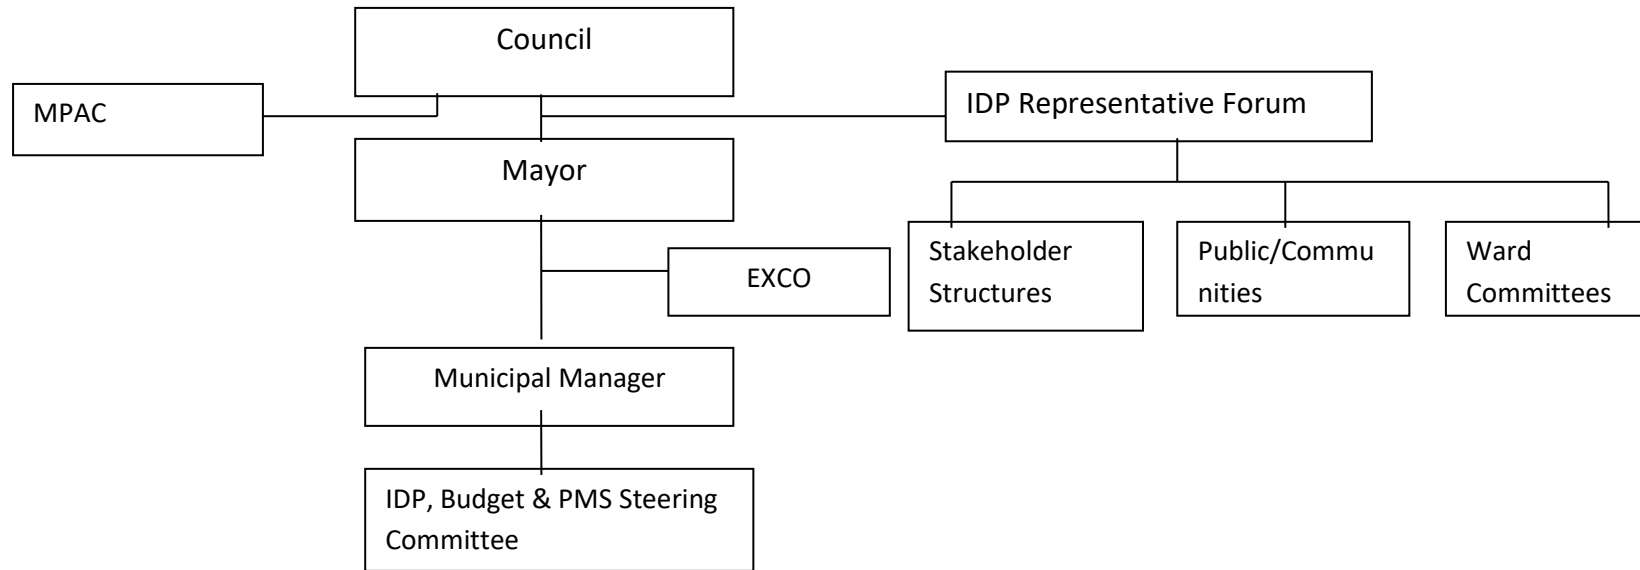 Council
MPAC
IDP Representative Forum
Mayor
Stakeholder
Structures
Public/Commu
nities
Ward
Committees
EXCO
Municipal Manager
IDP, Budget & PMS Steering
Committee